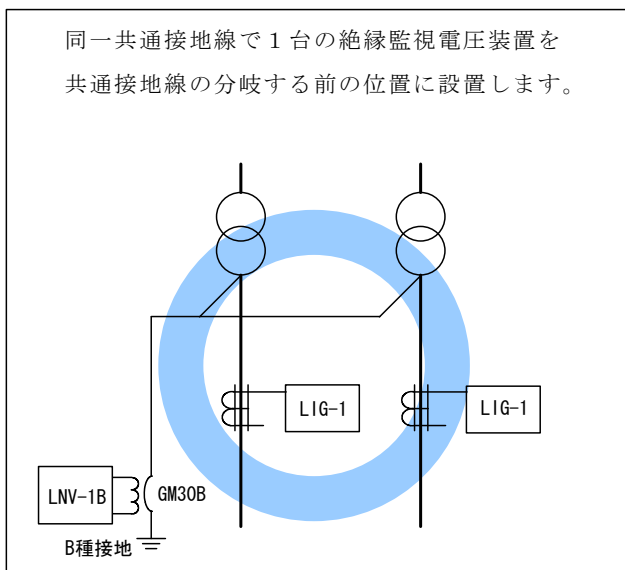 同一共通接地線で１台の絶縁監視電圧装置を
共通接地線の分岐する前の位置に設置します。
LIG-1
LIG-1
LNV-1B
GM30B
B種接地